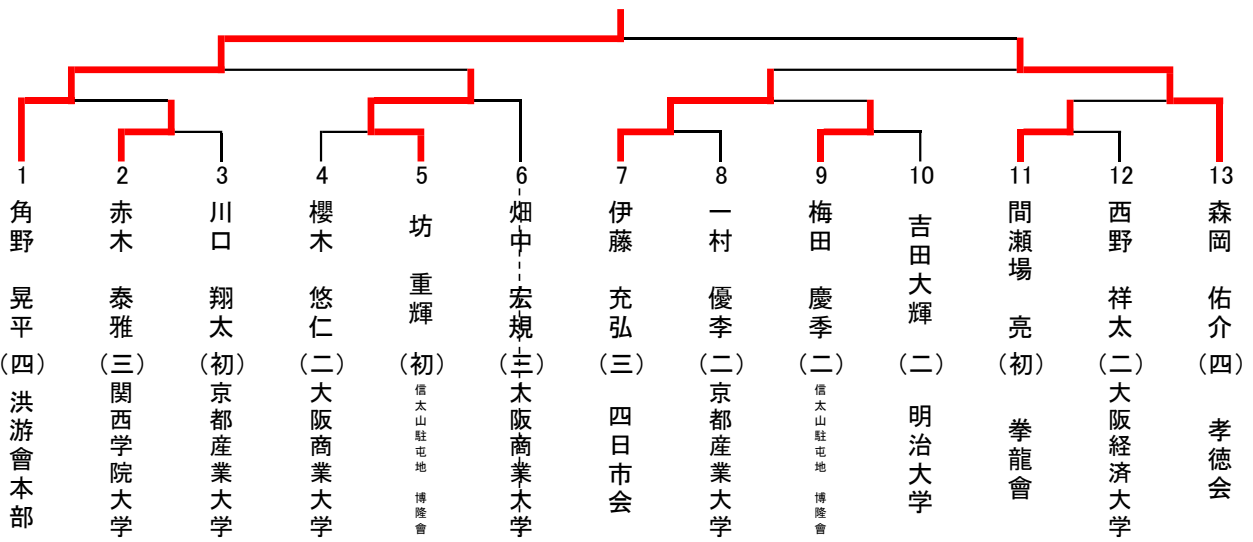 1
角野 晃平
(四)
洪游會本部
2
赤木 泰雅
(三)
関西学院大学
3
川口 翔太
(初)
京都産業大学
4
櫻木 悠仁
(二)
大阪商業大学
5
坊 重輝
(初)
信太山駐屯地 博隆會
6
畑中 宏規
(三)
大阪商業大学
7
伊藤 充弘
(三)
四日市会
8
一村 優李
(二)
京都産業大学
9
梅田 慶季
(二)
信太山駐屯地 博隆會
10
吉田大輝
(二)
明治大学
11
間瀬場 亮
(初)
拳龍會
12
西野 祥太
(二)
大阪経済大学
13
森岡 佑介
(四)
孝徳会